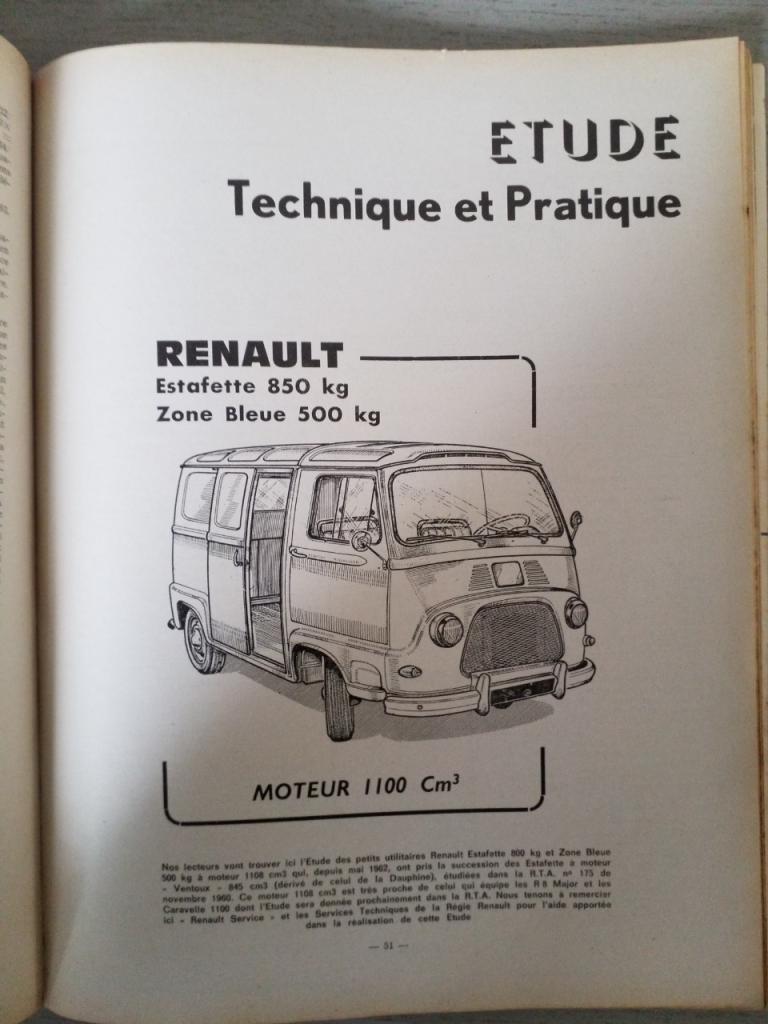 ETUDE
Technique et Pratique
RENAULT
Estafette 850 kg
Zone Bleue 500 kg
MOTEUR 1100 Cm³
Nos lecteurs vont trouver ici l'Etude des petits utilitaires Renault Estafette 800 kg et Zone Bleue
500 kg à moteur 1108 cm3 qui, depuis mai 1962, ont pris la succession des Estafette à moteur
- Ventoux - 845 cm3 (dérivé de celui de la Dauphine), étudiées dans la R.T.A. nº 175 de
novembre 1960. Ce moteur 1108 cm3 est très proche de celui qui équipe les R8 Major et les
Caravelle 1100 dont l'Etude sera donnée prochainement dans la R.T.A. Nous tenons à remercier
ici - Renault Service - et les Services Techniques de la Régie Renault pour l'aide apportée
dans la réalisation de cette Etude
— 51 —